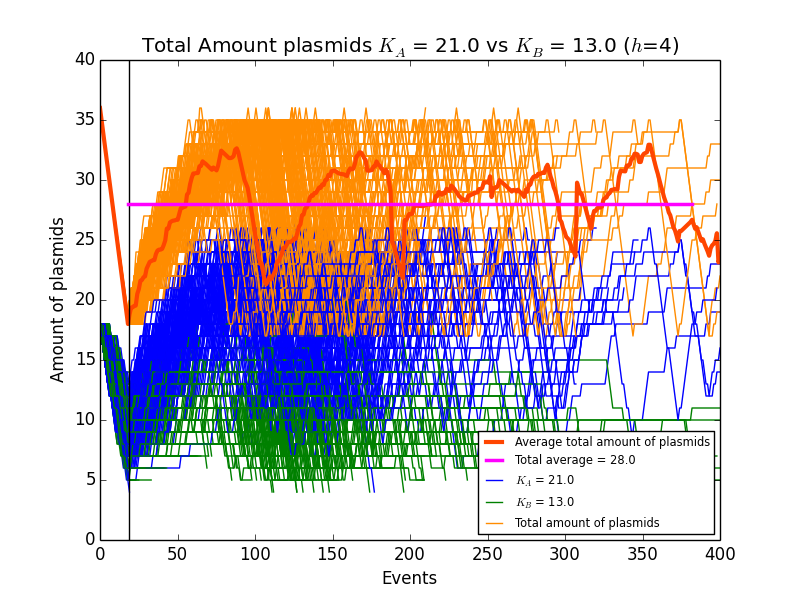 Total Amount plasmids K_A = 21.0 vs K_B = 13.0 (h=4)
40
35
30
25
20
15
10
5
0
Amount of plasmids
Average total amount of plasmids
Total average = 28.0
K_A = 21.0
K_B = 13.0
Total amount of plasmids
0 50 100 150 200 250 300 350 400
Events